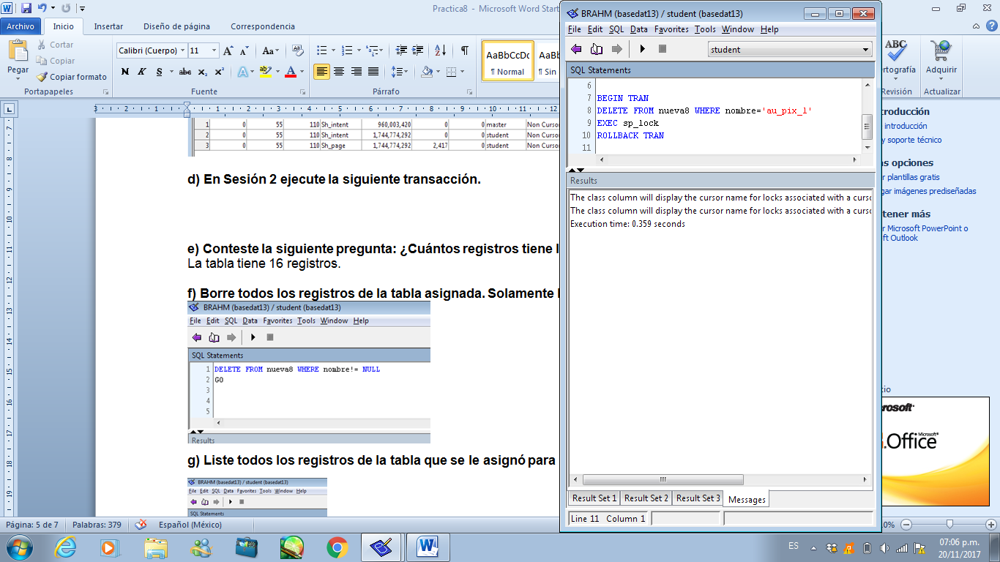 Practica8 - Microsoft Word Start
Archivo Inicio Insertar Diseño de página Correspondencia
Pegar
Cortar
Copiar
Copiar formato
Portapapeles
Calibri (Cuerpo) 11
N K S abc x₂ x²
Fuente
Párrafo
AaBbCcDc
¶ Normal
AaBb
¶ Sin
1 0 55 110 Sh_intent 960,003,420 0 0 master Non Curso
2 0 55 110 Sh_intent 1,744,774,292 0 0 student Non Curso
3 0 55 110 Sh_page 1,744,774,292 2,417 0 student Non Curso
d) En Sesión 2 ejecute la siguiente transacción.
e) Conteste la siguiente pregunta: ¿Cuántos registros tiene l
La tabla tiene 16 registros.
f) Borre todos los registros de la tabla asignada. Solamente
BRAHM (basedat13) / student (basedat13)
File Edit SQL Data Favorites Tools Window Help
SQL Statements
1 DELETE FROM nueva8 WHERE nombre!= NULL
2 GO
3
4
5
Results
g) Liste todos los registros de la tabla que se le asignó para
BRAHM (basedat13) / student (basedat13)
File Edit SQL Data Favorites Tools Window Help
SQL Statements
Página: 5 de 7 Palabras: 379 Español (México)
BRAHM (basedat13) / student (basedat13)
File Edit SQL Data Favorites Tools Window Help
student
SQL Statements
6
7 BEGIN TRAN
8 DELETE FROM nueva8 WHERE nombre='au_pix_1'
9 EXEC sp_lock
10 ROLLBACK TRAN
11
Results
The class column will display the cursor name for locks associated with a curso
The class column will display the cursor name for locks associated with a curso
Execution time: 0.359 seconds
Result Set 1 Result Set 2 Result Set 3 Messages
Line 11 Column 1
ABC
rtografía
Revisión
Adquirir
Actualizar
troducción
introducción
y soporte técnico
s opciones
r plantillas gratis
gar imágenes prediseñadas
tener más
r Microsoft PowerPoint o
ft Outlook
cio
crosoft®
Office
Microsoft®
0%
ES
07:06 p.m.
20/11/2017